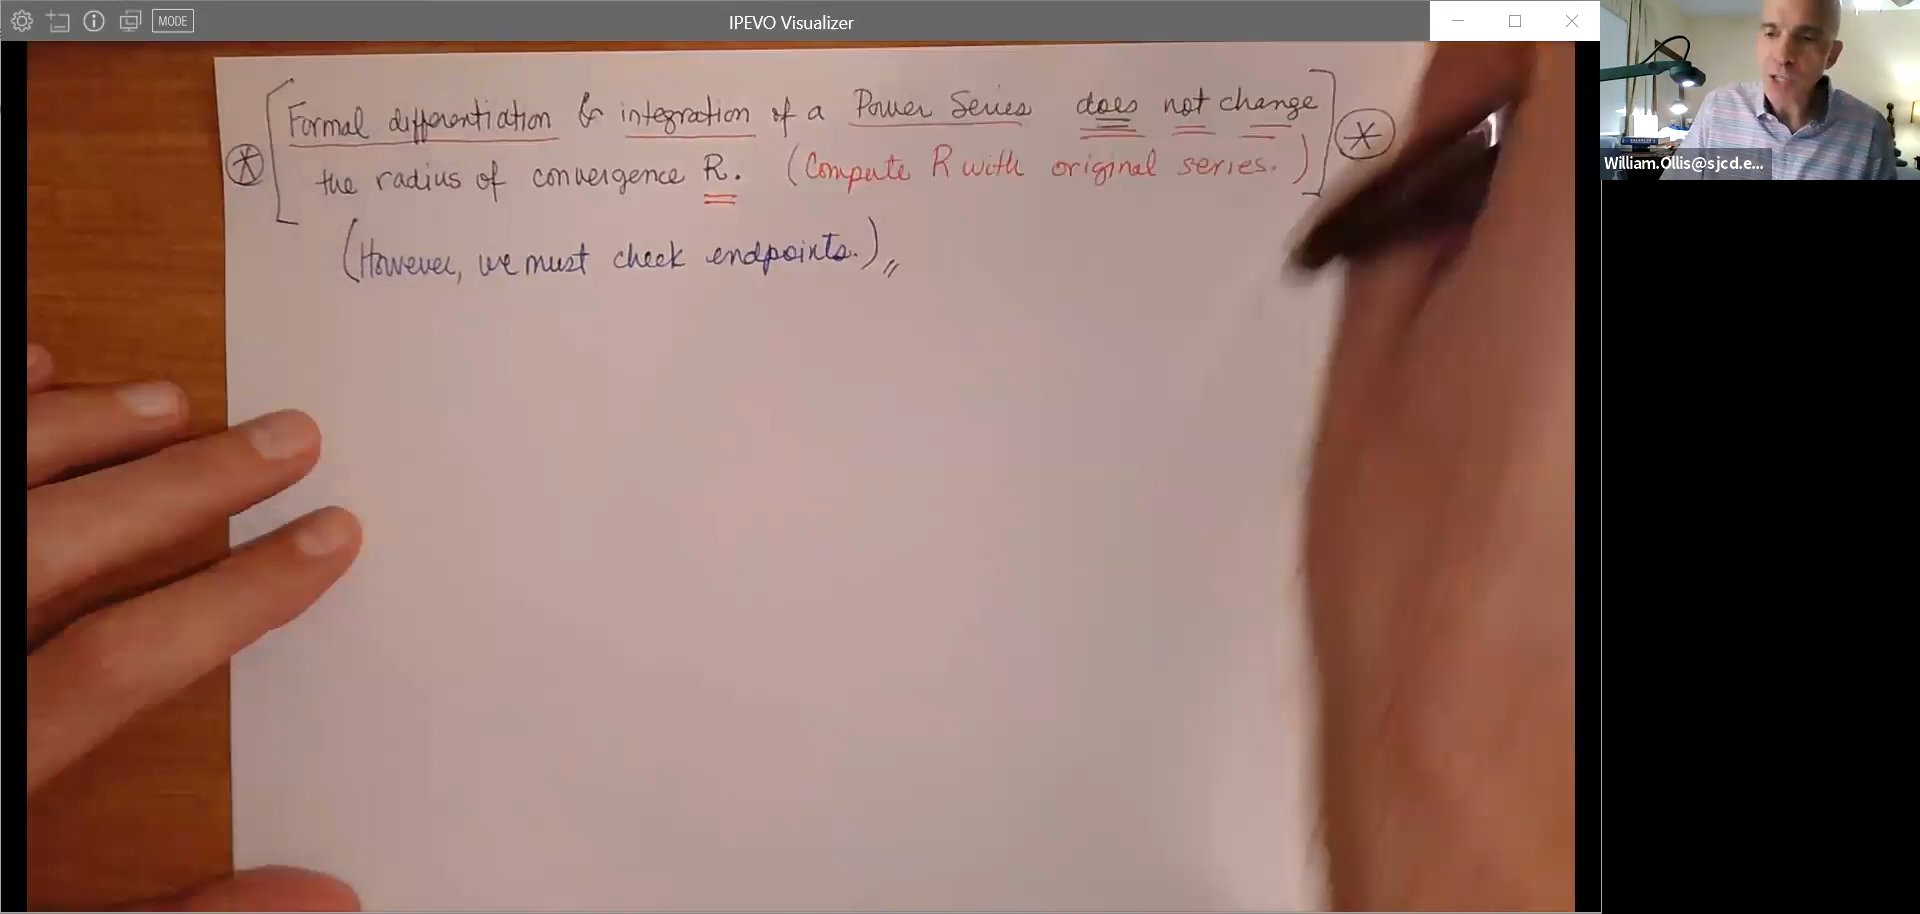 MODE
IPEVO Visualizer
Formal differentiation & integration of a Power Series does not change
the radius of convergence R. (Compute R with original series.)
(However, we must check endpoints.)
William.Ollis@sjcd.e...